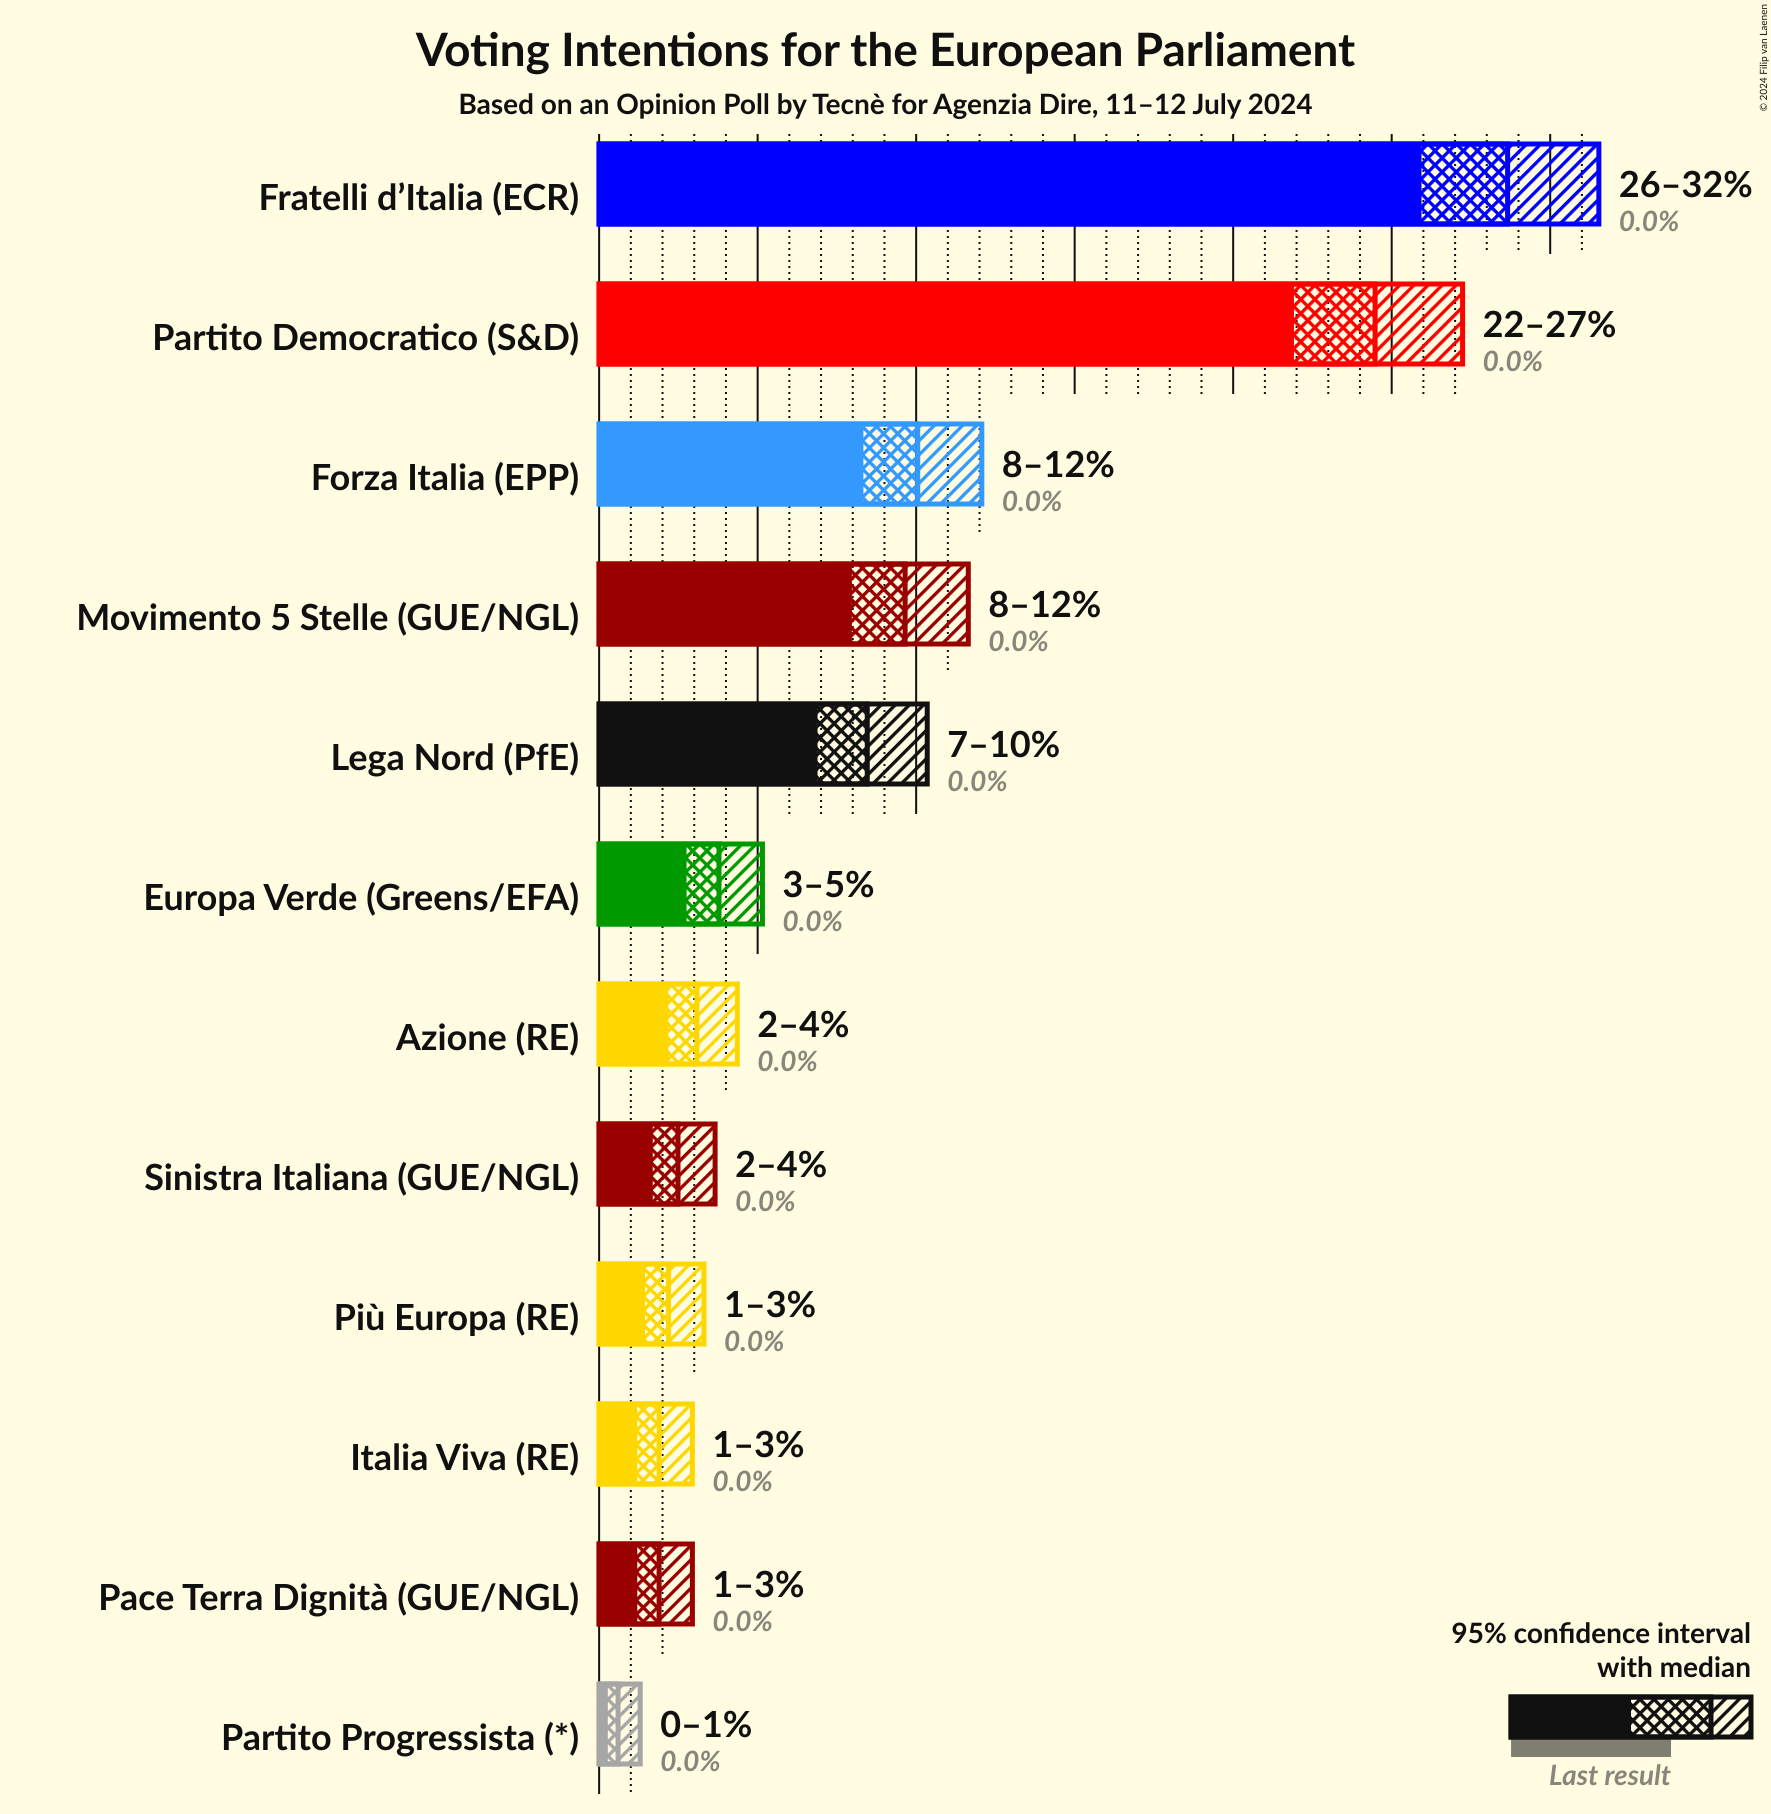 Voting Intentions for the European Parliament
Based on an Opinion Poll by Tecnè for Agenzia Dire, 11–12 July 2024
© 2024 Filip van Laenen
Fratelli d’Italia (ECR)
26–32%
0.0%
Partito Democratico (S&D)
22–27%
0.0%
Forza Italia (EPP)
8–12%
0.0%
Movimento 5 Stelle (GUE/NGL)
8–12%
0.0%
Lega Nord (PfE)
7–10%
0.0%
Europa Verde (Greens/EFA)
3–5%
0.0%
Azione (RE)
2–4%
0.0%
Sinistra Italiana (GUE/NGL)
2–4%
0.0%
Più Europa (RE)
1–3%
0.0%
Italia Viva (RE)
1–3%
0.0%
Pace Terra Dignità (GUE/NGL)
1–3%
0.0%
Partito Progressista (*)
0–1%
0.0%
95% confidence interval
with median
Last result